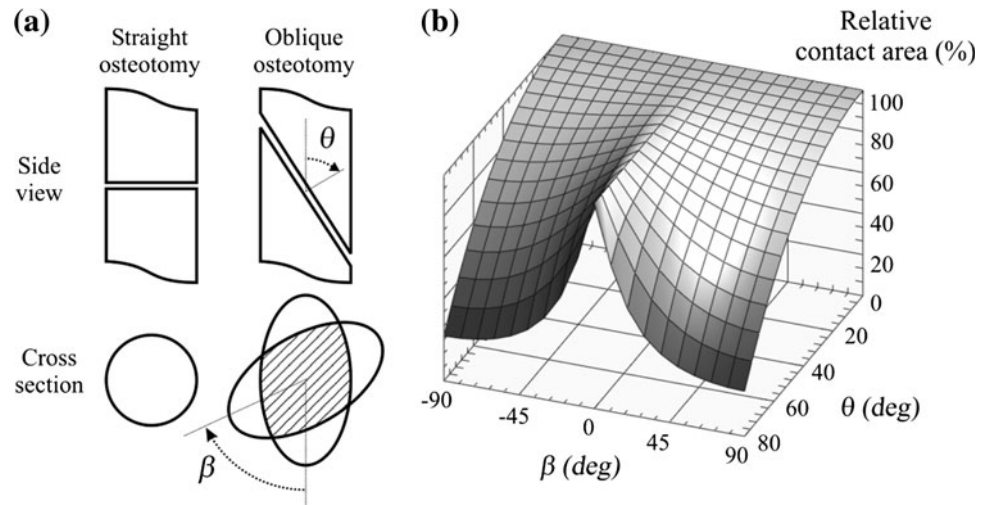 (a)
Straight
osteotomy
Oblique
osteotomy
Side
view
θ
Cross
section
β
(b)
Relative
contact area (%)
100
80
60
40
20
0
20
40
60
80
θ (deg)
-90
-45
0
45
90
β (deg)